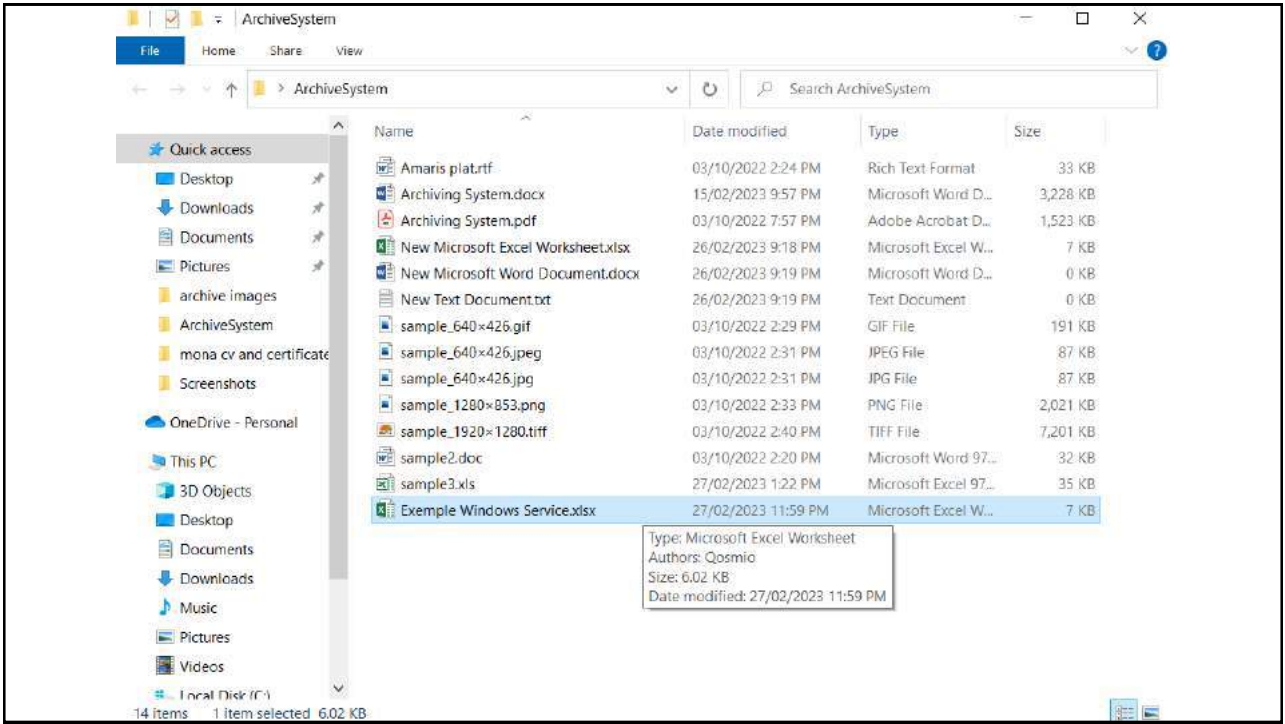 ArchiveSystem
File Home Share View
ArchiveSystem Search ArchiveSystem
Name Date modified Type Size
Quick access
Desktop
Downloads
Documents
Pictures
archive images
ArchiveSystem
mona cv and certificate
Screenshots
OneDrive - Personal
This PC
3D Objects
Desktop
Documents
Downloads
Music
Pictures
Videos
Local Disk (C:)
Amaris plat.rtf 03/10/2022 2:24 PM Rich Text Format 33 KB
Archiving System.docx 15/02/2023 9:57 PM Microsoft Word D... 3,228 KB
Archiving System.pdf 03/10/2022 7:57 PM Adobe Acrobat D... 1,523 KB
New Microsoft Excel Worksheet.xlsx 26/02/2023 9:18 PM Microsoft Excel W... 7 KB
New Microsoft Word Document.docx 26/02/2023 9:19 PM Microsoft Word D... 0 KB
New Text Document.txt 26/02/2023 9:19 PM Text Document 0 KB
sample_640×426.gif 03/10/2022 2:29 PM GIF File 191 KB
sample_640×426.jpeg 03/10/2022 2:31 PM JPEG File 87 KB
sample_640×426.jpg 03/10/2022 2:31 PM JPG File 87 KB
sample_1280×853.png 03/10/2022 2:33 PM PNG File 2,021 KB
sample_1920×1280.tiff 03/10/2022 2:40 PM TIFF File 7,201 KB
sample2.doc 03/10/2022 2:20 PM Microsoft Word 97... 32 KB
sample3.xls 27/02/2023 1:22 PM Microsoft Excel 97... 35 KB
Exemple Windows Service.xlsx 27/02/2023 11:59 PM Microsoft Excel W... 7 KB
Type: Microsoft Excel Worksheet
Authors: Qosmio
Size: 6.02 KB
Date modified: 27/02/2023 11:59 PM
14 items 1 item selected 6.02 KB